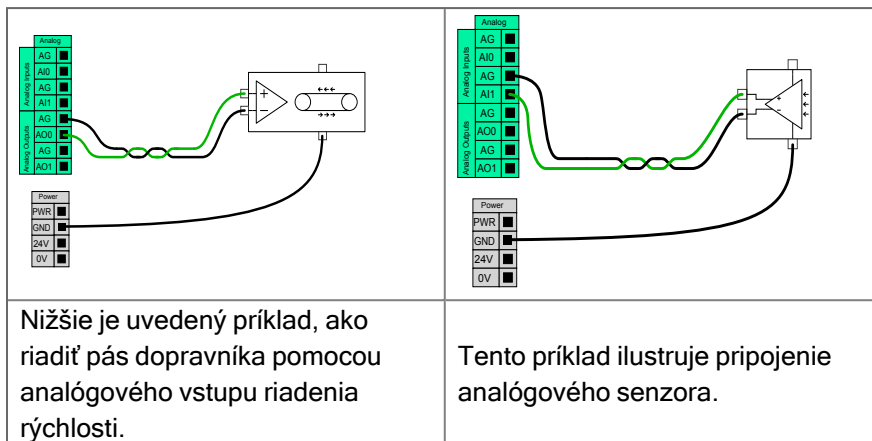 Analog
Analog Inputs
AG
AI0
AG
AI1
Analog Outputs
AG
AO0
AG
AO1
Power
PWR
GND
24V
0V
Analog
Analog Inputs
AG
AI0
AG
AI1
Analog Outputs
AG
AO0
AG
AO1
Power
PWR
GND
24V
0V
Nižšie je uvedený príklad, ako
riadiť pás dopravníka pomocou
analógového vstupu riadenia
rýchlosti.
Tento príklad ilustruje pripojenie
analógového senzora.